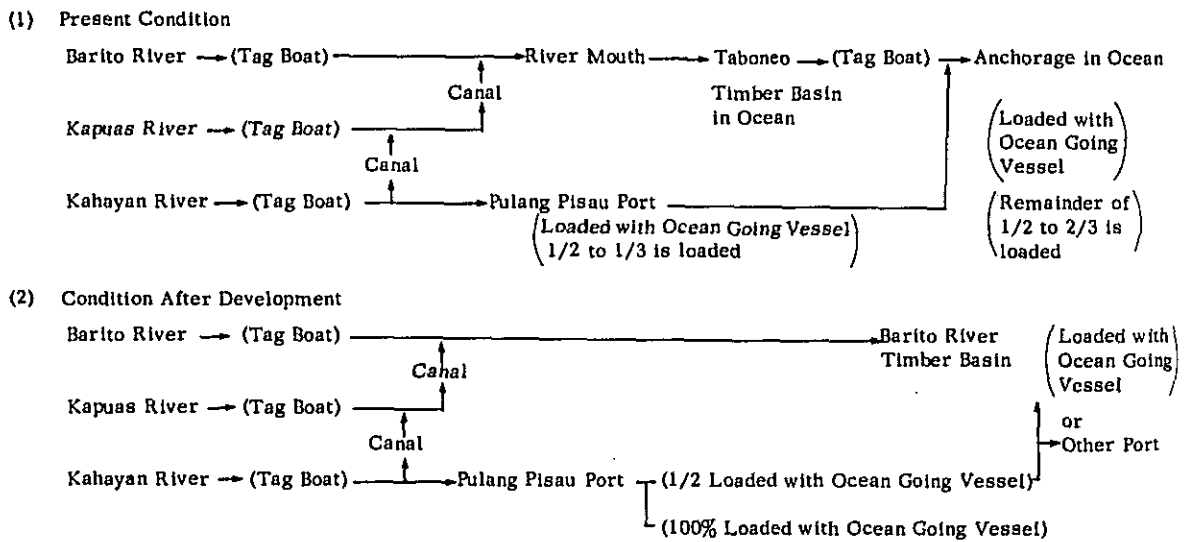 (1) Present Condition
Barito River → (Tag Boat) → River Mouth → Taboneo → (Tag Boat) → Anchorage in Ocean
Timber Basin
in Ocean
Canal
Kapuas River → (Tag Boat)
(Loaded with
Ocean Going
Vessel)
Canal
Kahayan River → (Tag Boat) → Pulang Pisau Port
(Loaded with Ocean Going Vessel
1/2 to 1/3 is loaded)
(Remainder of
1/2 to 2/3 is
loaded)
(2) Condition After Development
Barito River → (Tag Boat) → Barito River
Timber Basin
(Loaded with
Ocean Going
Vessel)
Canal
Kapuas River → (Tag Boat)
or
Other Port
Canal
Kahayan River → (Tag Boat) → Pulang Pisau Port → (1/2 Loaded with Ocean Going Vessel)
(100% Loaded with Ocean Going Vessel)